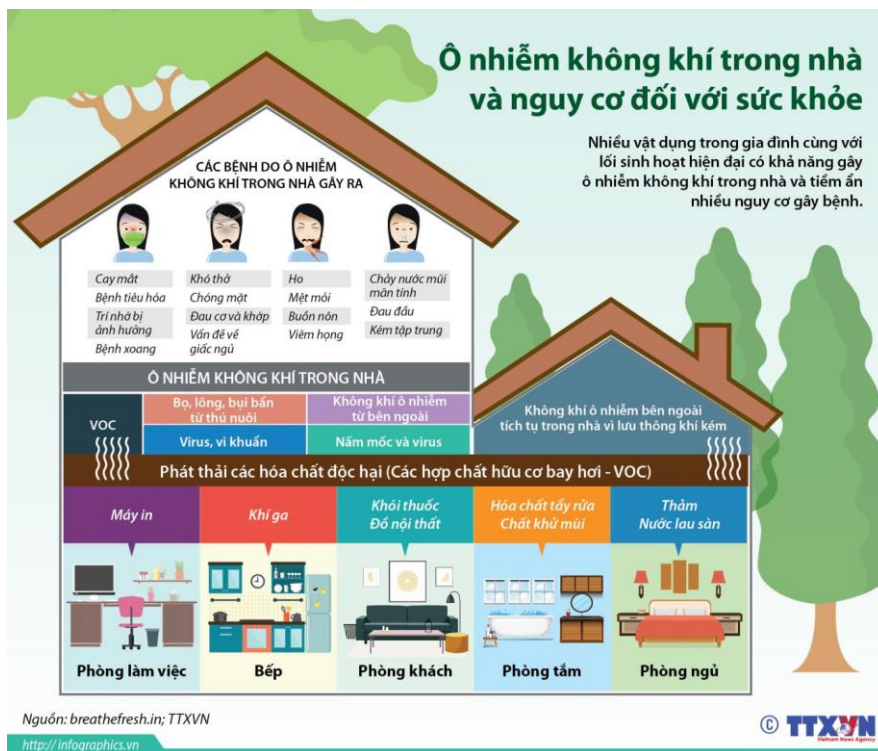 Ô nhiễm không khí trong nhà
và nguy cơ đối với sức khỏe
Nhiều vật dụng trong gia đình cùng với
lối sinh hoạt hiện đại có khả năng gây
ô nhiễm không khí trong nhà và tiềm ẩn
nhiều nguy cơ gây bệnh.
CÁC BỆNH DO Ô NHIỄM
KHÔNG KHÍ TRONG NHÀ GÂY RA
Cay mắt
Bệnh tiêu hóa
Trí nhớ bị
ảnh hưởng
Bệnh xoang
Khó thở
Chóng mặt
Đau cơ và khớp
Vấn đề về
giấc ngủ
Ho
Mệt mỏi
Buồn nôn
Viêm họng
Chảy nước mũi
mãn tính
Đau đầu
Kém tập trung
Ô NHIỄM KHÔNG KHÍ TRONG NHÀ
VOC
Bọ, lông, bụi bẩn
từ thú nuôi
Không khí ô nhiễm
từ bên ngoài
Virus, vi khuẩn
Nấm mốc và virus
Không khí ô nhiễm bên ngoài
tích tụ trong nhà vì lưu thông khí kém
Phát thải các hóa chất độc hại (Các hợp chất hữu cơ bay hơi - VOC)
Máy in
Khí ga
Khói thuốc
Đồ nội thất
Hóa chất tẩy rửa
Chất khử mùi
Thảm
Nước lau sàn
Phòng làm việc
Bếp
Phòng khách
Phòng tắm
Phòng ngủ
Nguồn: breathefresh.in; TTXVN
© TTXVN
Vietnam News Agency
http://infographics.vn